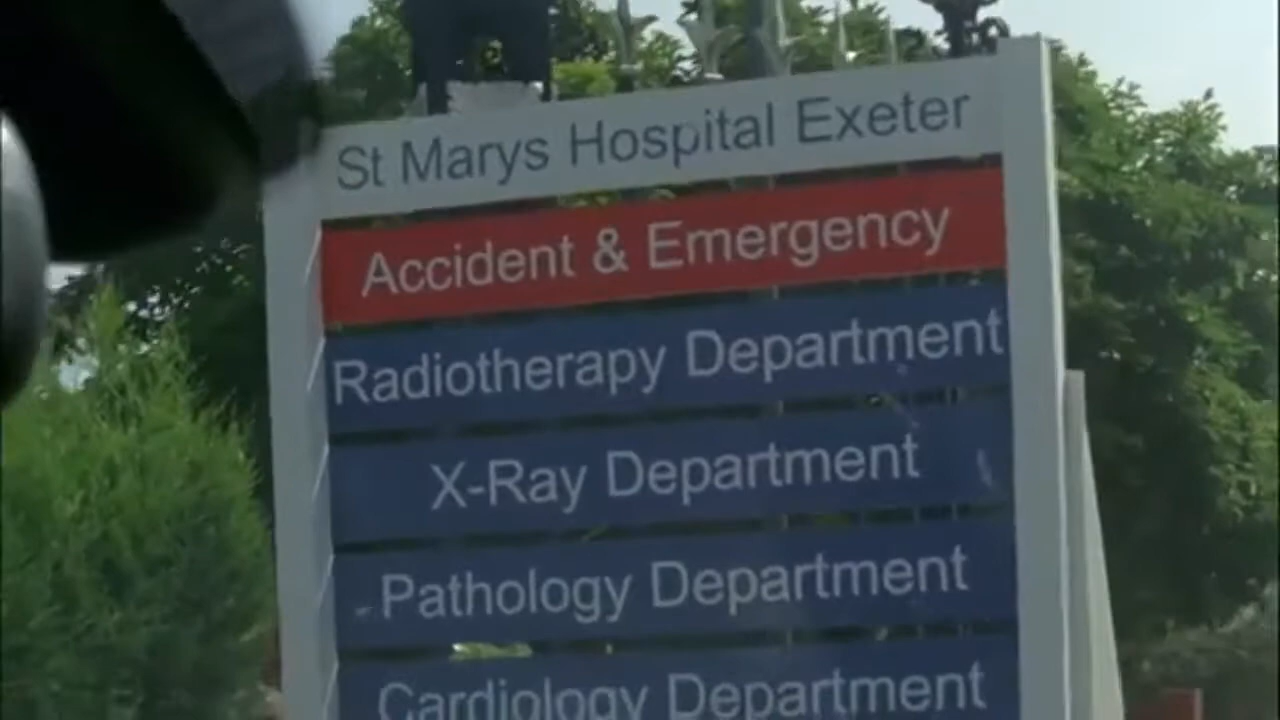 St Marys Hospital Exeter
Accident & Emergency
Radiotherapy Department
X-Ray Department
Pathology Department
Cardiology Department